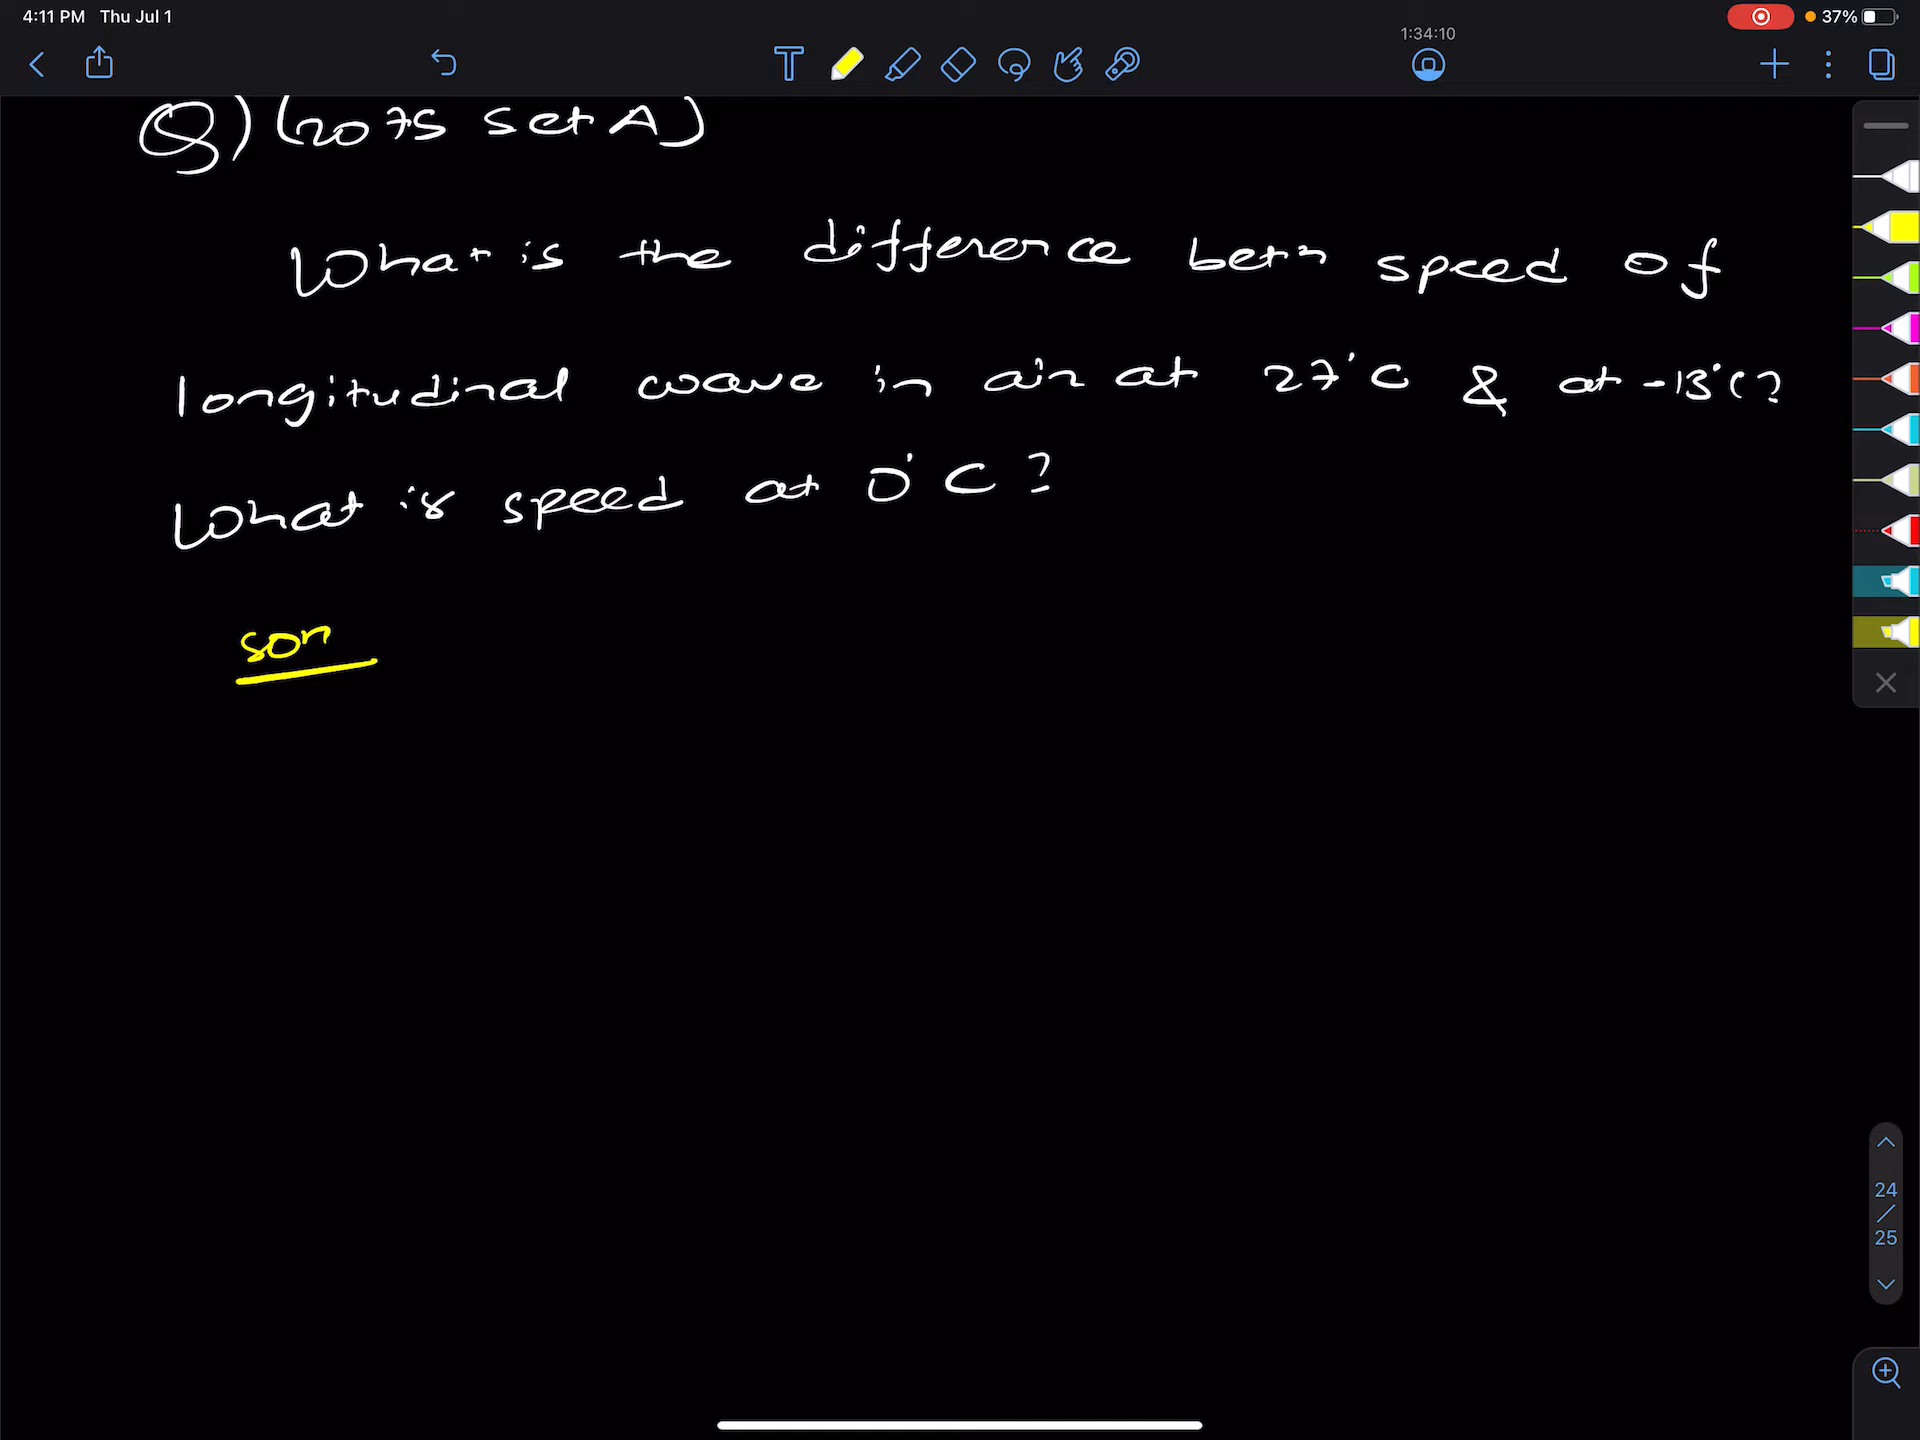 4:11 PM Thu Jul 1
37%
1:34:10
Q) (2075 set A)
What is the difference betn speed of
longitudinal wave in air at 27°C & at -13°C?
What is speed at 0°C?
son
24
/
25